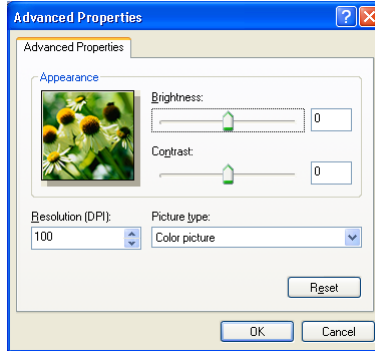 Advanced Properties
Advanced Properties
Appearance
Brightness:
0
Contrast:
0
Resolution (DPI):
Picture type:
100
Color picture
Reset
OK
Cancel